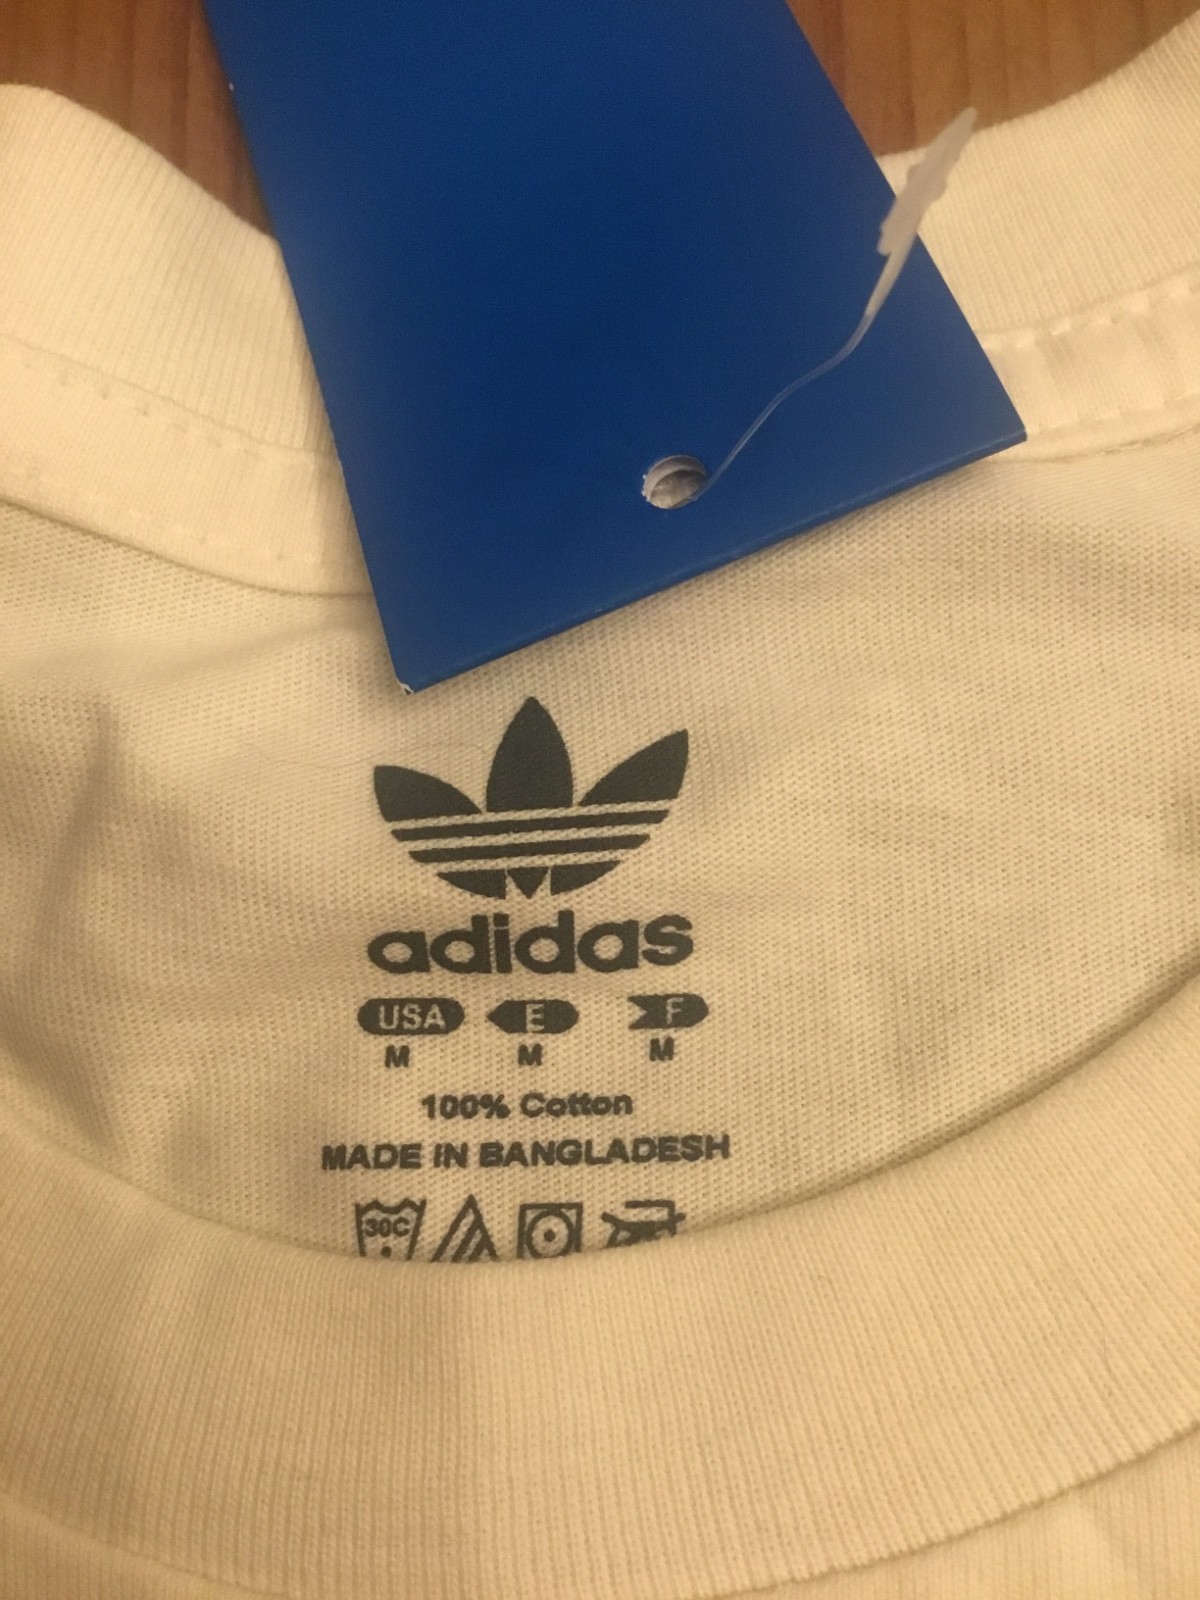 adidas
USA E F
M M M
100% Cotton
MADE IN BANGLADESH
30C